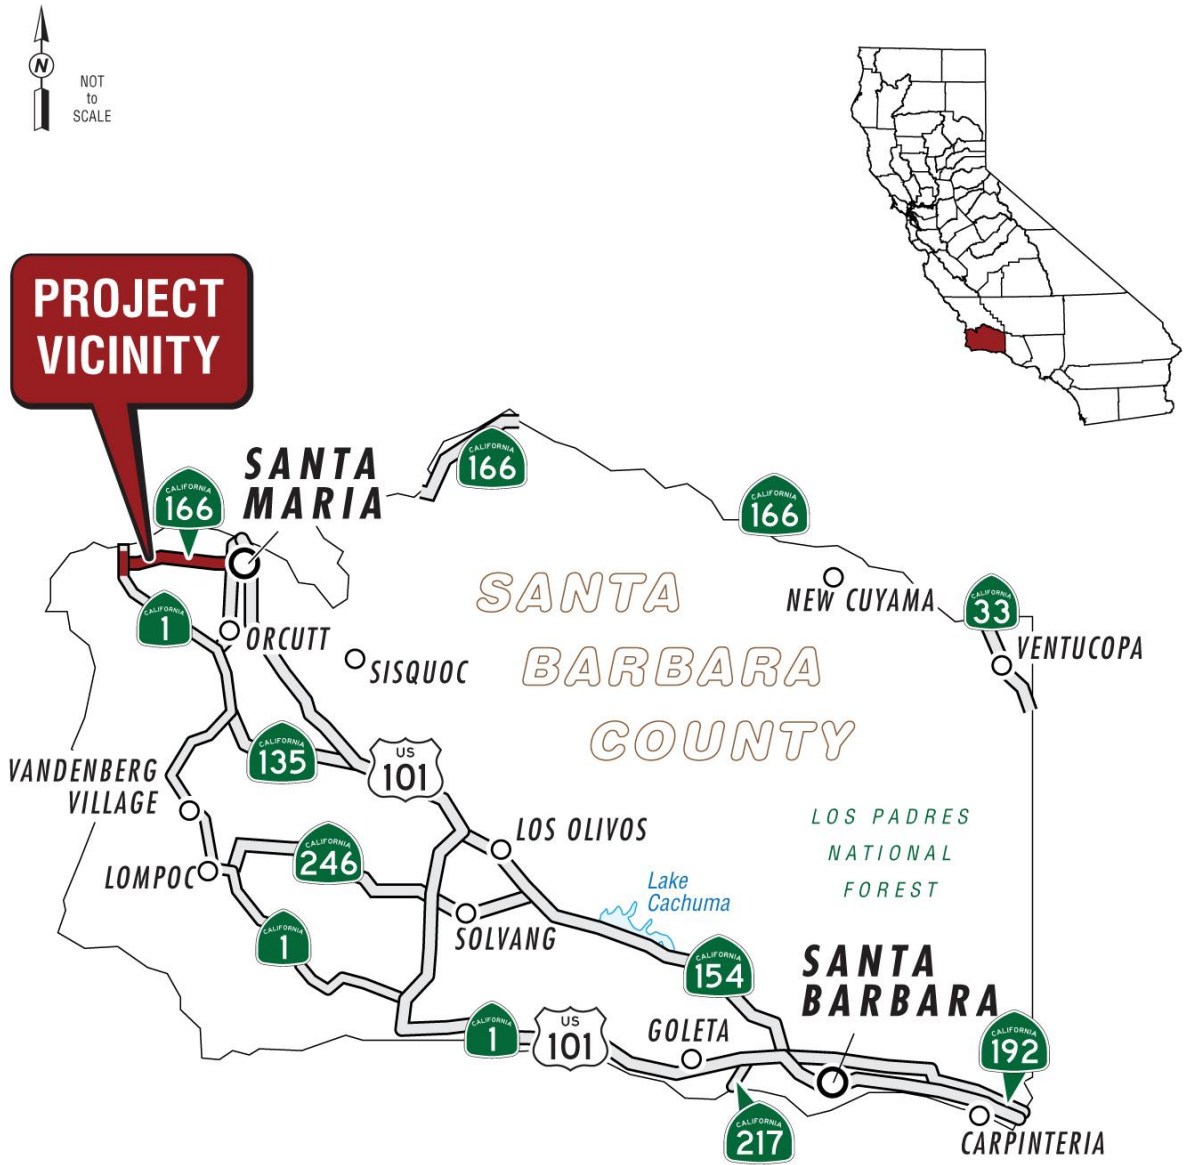 N
NOT
to
SCALE
PROJECT
VICINITY
SANTA
MARIA
CALIFORNIA
166
CALIFORNIA
166
CALIFORNIA
166
NEW CUYAMA
CALIFORNIA
33
VENTUCOPA
SANTA
BARBARA
COUNTY
CALIFORNIA
1
ORCUTT
SISQUOC
CALIFORNIA
135
US
101
VANDENBERG
VILLAGE
LOS OLIVOS
LOS PADRES
NATIONAL
FOREST
CALIFORNIA
246
LOMPOC
Lake
Cachuma
SOLVANG
CALIFORNIA
1
CALIFORNIA
154
SANTA
BARBARA
CALIFORNIA
1
US
101
GOLETA
CALIFORNIA
192
CALIFORNIA
217
CARPINTERIA